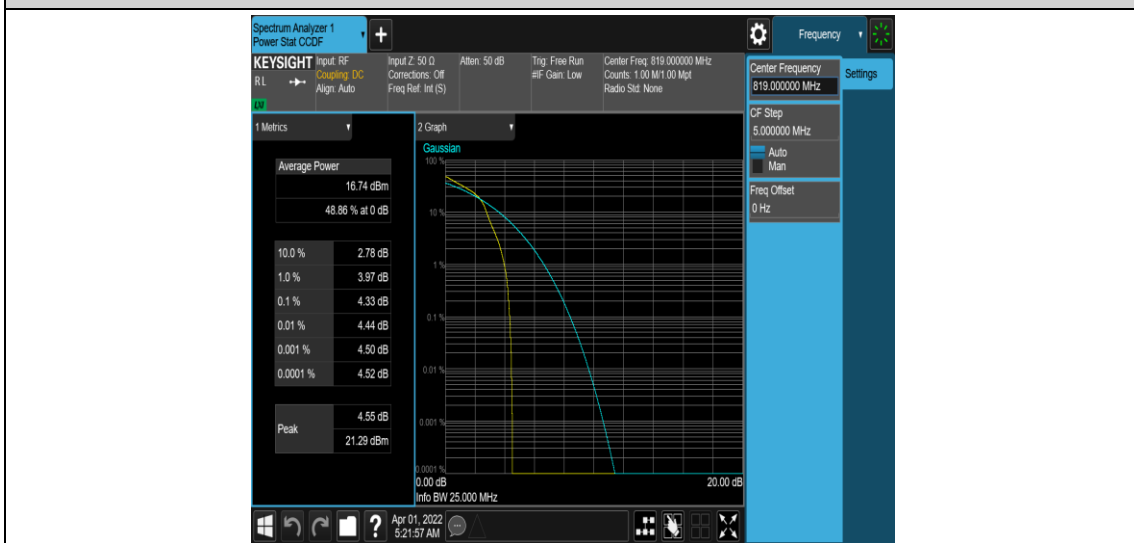 Spectrum Analyzer 1
Power Stat CCDF
+
Frequency
KEYSIGHT
RL
LXI
Input: RF
Coupling: DC
Align: Auto
Input Z: 50 Ω
Corrections: Off
Freq Ref: Int (S)
Atten: 50 dB
Trig: Free Run
#IF Gain: Low
Center Freq: 819.000000 MHz
Counts: 1.00 M/1.00 Mpt
Radio Std: None
Center Frequency
819.000000 MHz
Settings
CF Step
5.000000 MHz
Auto
Man
Freq Offset
0 Hz
1 Metrics
Average Power
16.74 dBm
48.86 % at 0 dB
10.0 % 2.78 dB
1.0 % 3.97 dB
0.1 % 4.33 dB
0.01 % 4.44 dB
0.001 % 4.50 dB
0.0001 % 4.52 dB
Peak
4.55 dB
21.29 dBm
2 Graph
Gaussian
100 %
10 %
1 %
0.1 %
0.01 %
0.001 %
0.0001 %
0.00 dB 20.00 dB
Info BW 25.000 MHz
?
Apr 01, 2022
5:21:57 AM